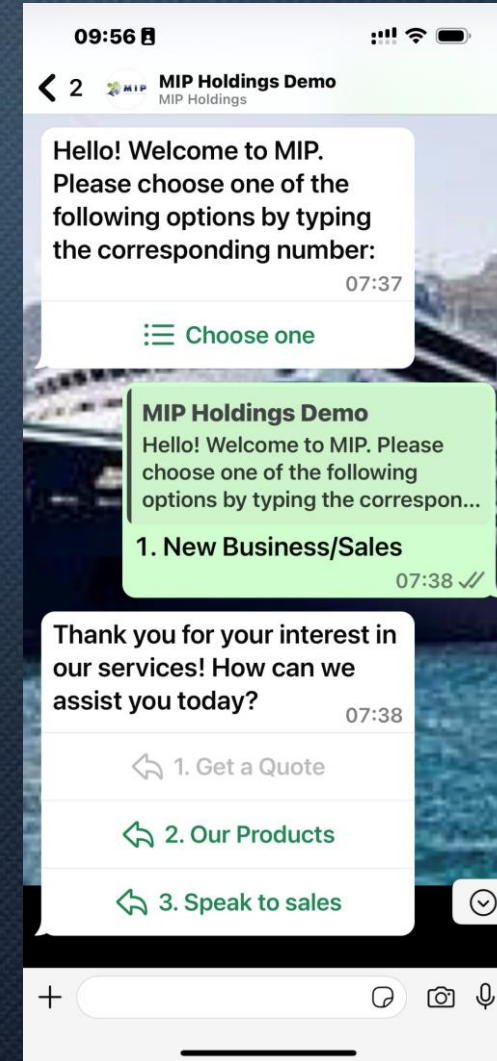 09:56
2
MIP
MIP Holdings Demo
MIP Holdings
Hello! Welcome to MIP.
Please choose one of the
following options by typing
the corresponding number:
07:37
Choose one
MIP Holdings Demo
Hello! Welcome to MIP. Please
choose one of the following
options by typing the correspon...
1. New Business/Sales
07:38
Thank you for your interest in
our services! How can we
assist you today?
07:38
1. Get a Quote
2. Our Products
3. Speak to sales